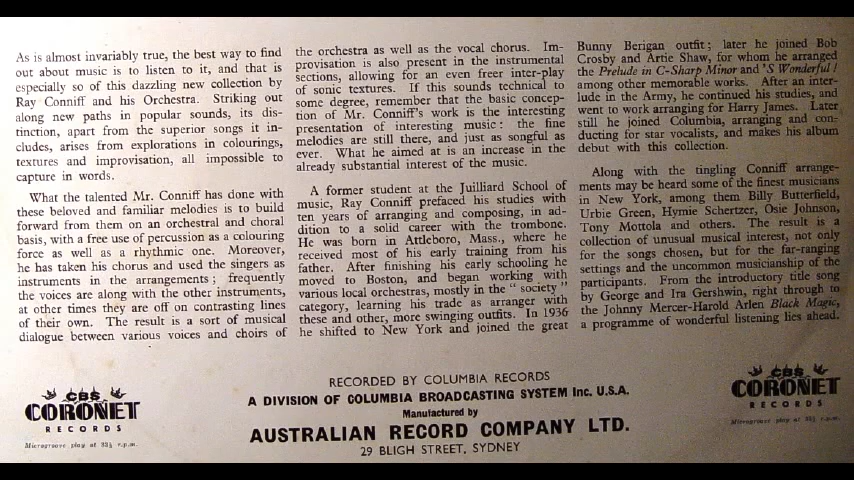 As is almost invariably true, the best way to find
out about music is to listen to it, and that is
especially so of this dazzling new collection by
Ray Conniff and his Orchestra. Striking out
along new paths in popular sounds, its dis-
tinction, apart from the superior songs it in-
cludes, arises from explorations in colourings,
textures and improvisation, all impossible to
capture in words.
What the talented Mr. Conniff has done with
these beloved and familiar melodies is to build
forward from them on an orchestral and choral
basis, with a free use of percussion as a colouring
force as well as a rhythmic one. Moreover,
he has taken his chorus and used the singers as
instruments in the arrangements; frequently
the voices are along with the other instruments,
at other times they are off on contrasting lines
of their own. The result is a sort of musical
dialogue between various voices and choirs of
the orchestra as well as the vocal chorus. Im-
provisation is also present in the instrumental
sections, allowing for an even freer inter-play
of sonic textures. If this sounds technical to
some degree, remember that the basic concep-
tion of Mr. Conniff's work is the interesting
presentation of interesting music: the fine
melodies are still there, and just as songful as
ever. What he aimed at is an increase in the
already substantial interest of the music.
A former student at the Juilliard School of
music, Ray Conniff prefaced his studies with
ten years of arranging and composing, in ad-
dition to a solid career with the trombone.
He was born in Attleboro, Mass., where he
received most of his early training from his
father. After finishing his early schooling he
moved to Boston, and began working with
various local orchestras, mostly in the "society"
category, learning his trade as arranger with
these and other, more swinging outfits. In 1936
he shifted to New York and joined the great
Bunny Berigan outfit; later he joined Bob
Crosby and Artie Shaw, for whom he arranged
the Prelude in C-Sharp Minor and 'S Wonderful!
among other memorable works. After an inter-
lude in the Army, he continued his studies, and
went to work arranging for Harry James. Later
still he joined Columbia, arranging and con-
ducting for star vocalists, and makes his album
debut with this collection.
Along with the tingling Conniff arrange-
ments may be heard some of the finest musicians
in New York, among them Billy Butterfield,
Urbie Green, Hymie Schertzer, Osie Johnson,
Tony Mottola and others. The result is a
collection of unusual musical interest, not only
for the songs chosen, but for the far-ranging
settings and the uncommon musicianship of the
participants. From the introductory title song
by George and Ira Gershwin, right through to
the Johnny Mercer-Harold Arlen Black Magic,
a programme of wonderful listening lies ahead.
CBS
CORONET
RECORDS
Microgroove play at 33⅓ r.p.m.
RECORDED BY COLUMBIA RECORDS
A DIVISION OF COLUMBIA BROADCASTING SYSTEM Inc. U.S.A.
Manufactured by
AUSTRALIAN RECORD COMPANY LTD.
29 BLIGH STREET, SYDNEY
CBS
CORONET
RECORDS
Microgroove play at 33⅓ r.p.m.